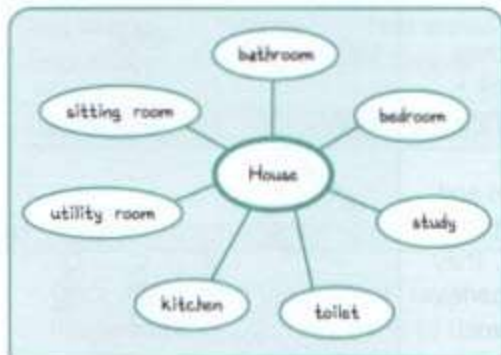 bathroom
sitting room
bedroom
House
utility room
study
kitchen
toilet